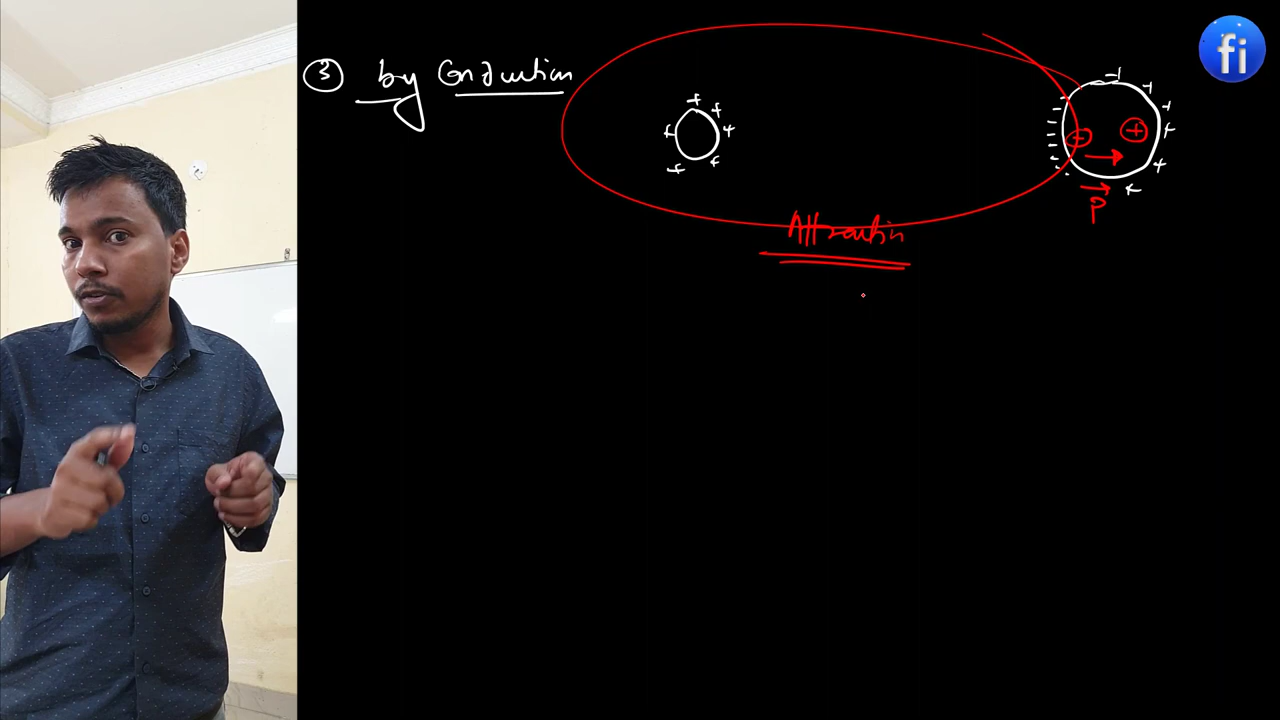 ③ by Conduction
fi
+ + + + + + +
- - - - - - + + + + + + +
- +
P
Attraction